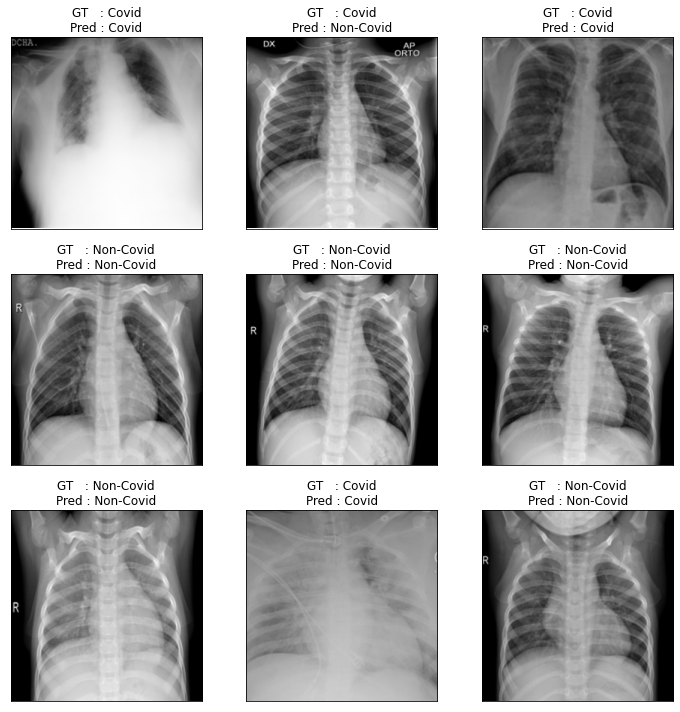 GT : Covid
Pred : Covid
GT : Covid
Pred : Non-Covid
GT : Covid
Pred : Covid
DCHA.
DX
AP
ORTO
GT : Non-Covid
Pred : Non-Covid
GT : Non-Covid
Pred : Non-Covid
GT : Non-Covid
Pred : Non-Covid
R
R
R
GT : Non-Covid
Pred : Non-Covid
GT : Covid
Pred : Covid
GT : Non-Covid
Pred : Non-Covid
R
R